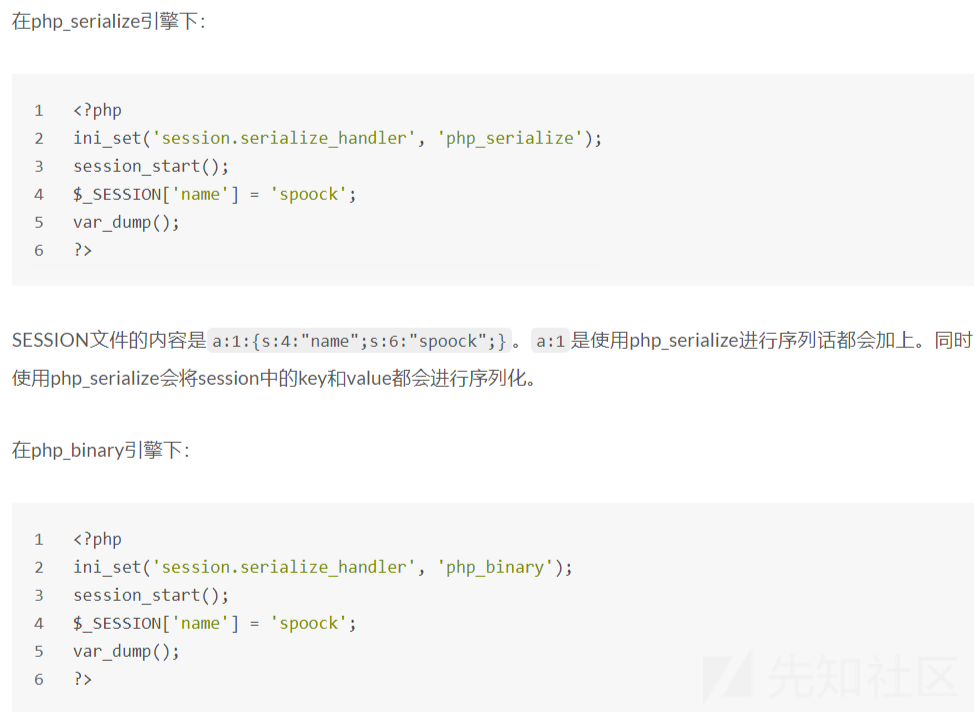 在php_serialize引擎下：
1 <?php
2 ini_set('session.serialize_handler', 'php_serialize');
3 session_start();
4 $_SESSION['name'] = 'spoock';
5 var_dump();
6 ?>
SESSION文件的内容是a:1:{s:4:"name";s:6:"spoock";}。a:1是使用php_serialize进行序列话都会加上。同时
使用php_serialize会将session中的key和value都会进行序列化。
在php_binary引擎下：
1 <?php
2 ini_set('session.serialize_handler', 'php_binary');
3 session_start();
4 $_SESSION['name'] = 'spoock';
5 var_dump();
6 ?>
先知社区